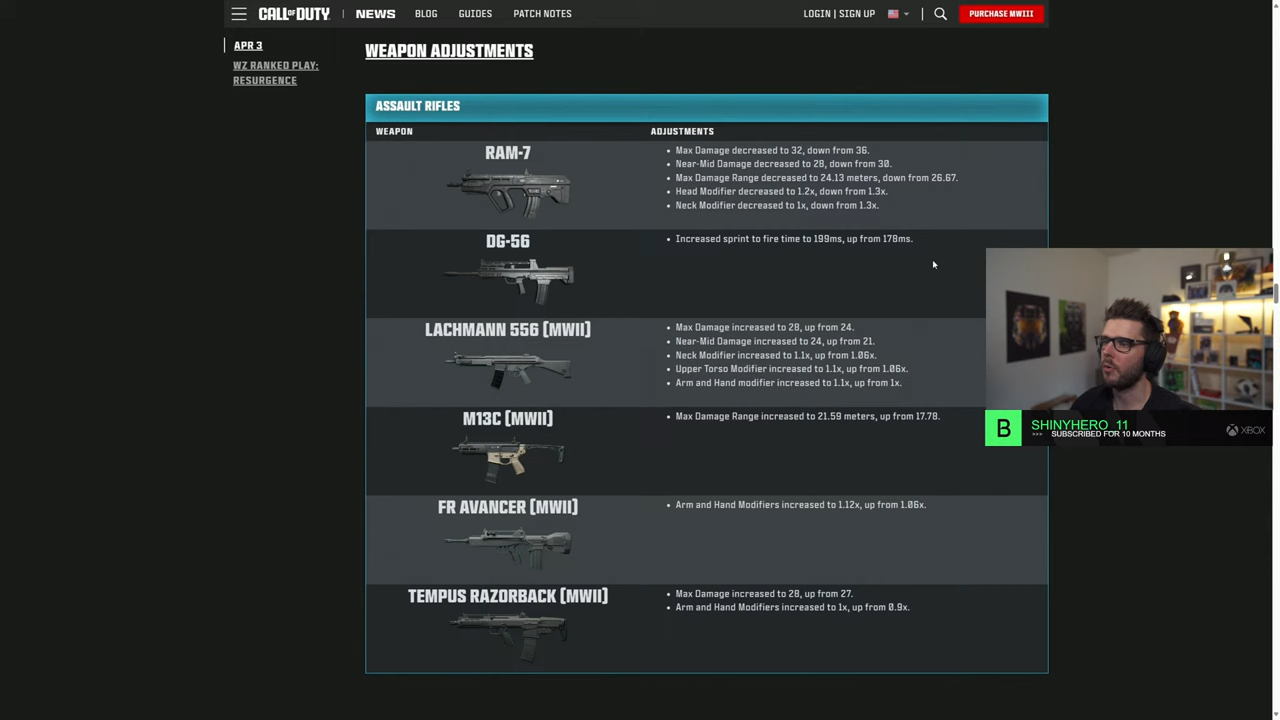 CALL OF DUTY
NEWS
BLOG
GUIDES
PATCH NOTES
LOGIN | SIGN UP
PURCHASE MWIII
APR 3
WZ RANKED PLAY:
RESURGENCE
WEAPON ADJUSTMENTS
ASSAULT RIFLES
WEAPON
ADJUSTMENTS
RAM-7
Max Damage decreased to 32, down from 36.
Near-Mid Damage decreased to 28, down from 30.
Max Damage Range decreased to 24.13 meters, down from 26.67.
Head Modifier decreased to 1.2x, down from 1.3x.
Neck Modifier decreased to 1x, down from 1.3x.
DG-56
Increased sprint to fire time to 199ms, up from 178ms.
LACHMANN 556 (MWII)
Max Damage increased to 28, up from 24.
Near-Mid Damage increased to 24, up from 21.
Neck Modifier increased to 1.1x, up from 1.06x.
Upper Torso Modifier increased to 1.1x, up from 1.06x.
Arm and Hand modifier increased to 1.1x, up from 1x.
M13C (MWII)
Max Damage Range increased to 21.59 meters, up from 17.78.
FR AVANCER (MWII)
Arm and Hand Modifiers increased to 1.12x, up from 1.06x.
TEMPUS RAZORBACK (MWII)
Max Damage increased to 28, up from 27.
Arm and Hand Modifiers increased to 1x, up from 0.9x.
B
SHINYHERO_11
>>> SUBSCRIBED FOR 10 MONTHS
XBOX